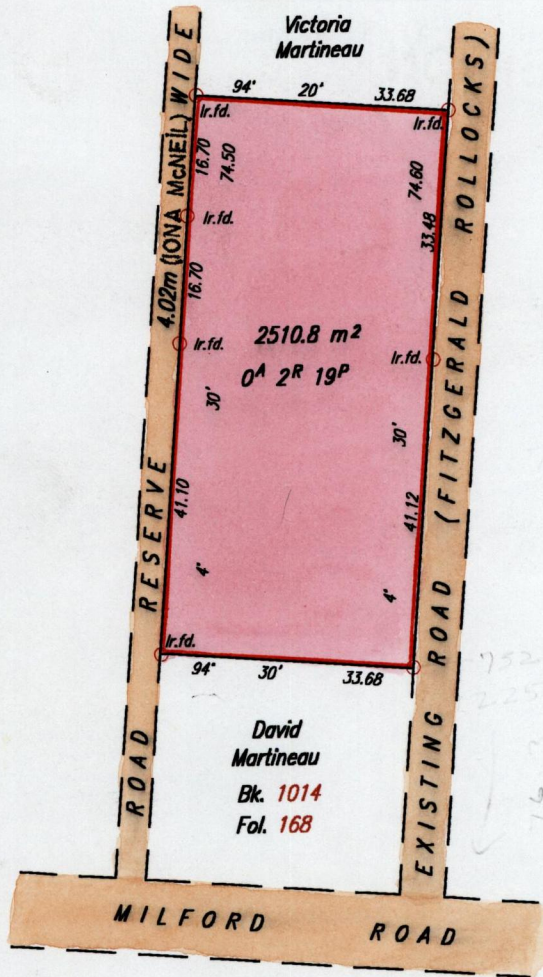 Victoria
Martineau
94° 20' 33.68
Ir.fd.
Ir.fd.
16.70
74.50
74.60
33.48
Ir.fd.
16.70
Ir.fd.
Ir.fd.
2510.8 m²
0ᴬ 2ᴿ 19ᴾ
30'
30'
41.10
41.12
4°
4°
Ir.fd.
94° 30' 33.68
ROAD RESERVE 4.02m (IONA McNEIL) WIDE
EXISTING ROAD (FITZGERALD ROLLOCKS)
David
Martineau
Bk. 1014
Fol. 168
752
225
MILFORD ROAD